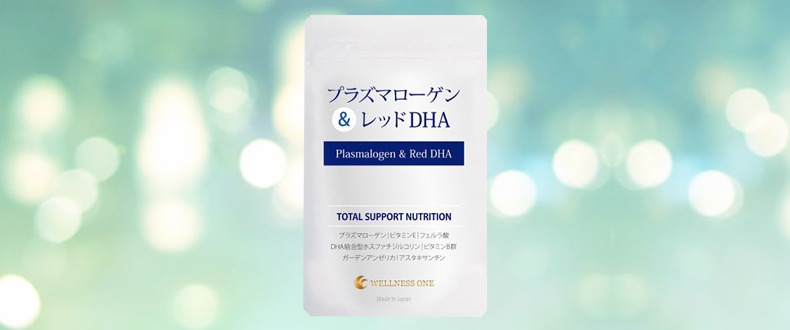 プラズマローゲン
& レッド DHA
Plasmalogen & Red DHA
TOTAL SUPPORT NUTRITION
プラズマローゲン|ビタミンE|フェルラ酸
DHA結合型ホスファチジルコリン|ビタミンB群
ガーデンアンゼリカ|アスタキサンチン
WELLNESS ONE
Made in Japan